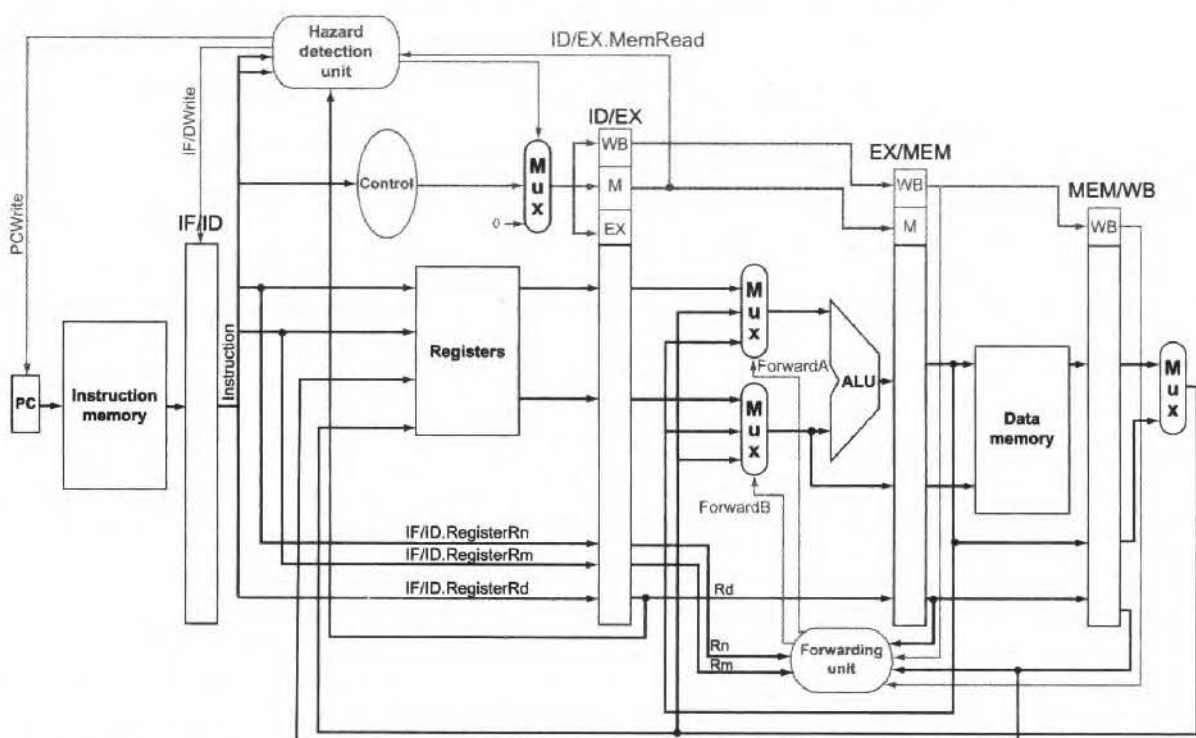 Hazard
detection
unit
ID/EX.MemRead
ID/EX
IF/DWrite
PCWrite
IF/ID
Control
0
M
u
x
WB
M
EX
EX/MEM
WB
M
MEM/WB
WB
PC
Instruction
memory
Instruction
Registers
M
u
x
ForwardA
M
u
x
ForwardB
ALU
Data
memory
M
u
x
IF/ID.RegisterRn
IF/ID.RegisterRm
IF/ID.RegisterRd
Rd
Rn
Rm
Forwarding
unit